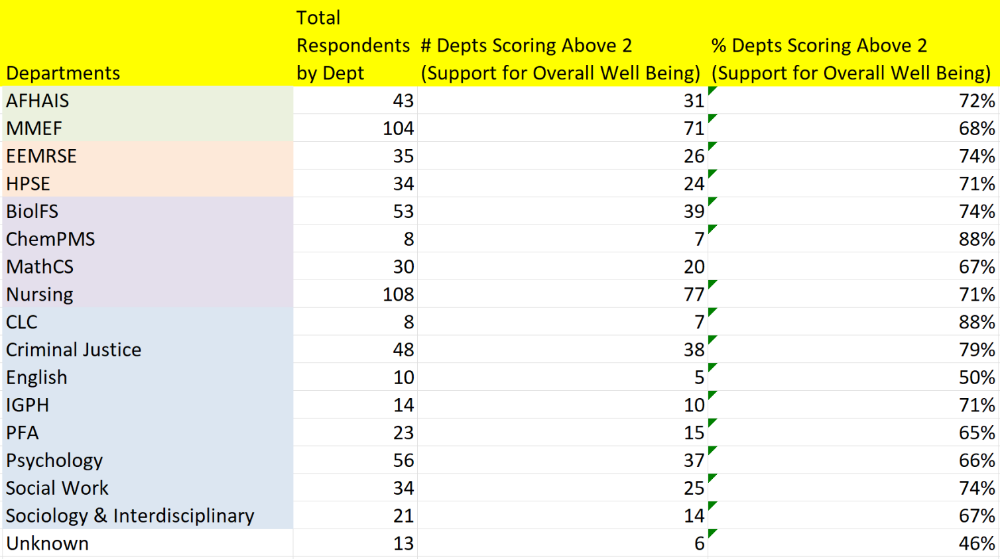 Departments Total Respondents by Dept # Depts Scoring Above 2 (Support for Overall Well Being) % Depts Scoring Above 2 (Support for Overall Well Being)
AFHAIS 43 31 72%
MMEF 104 71 68%
EEMRSE 35 26 74%
HPSE 34 24 71%
BiolFS 53 39 74%
ChemPMS 8 7 88%
MathCS 30 20 67%
Nursing 108 77 71%
CLC 8 7 88%
Criminal Justice 48 38 79%
English 10 5 50%
IGPH 14 10 71%
PFA 23 15 65%
Psychology 56 37 66%
Social Work 34 25 74%
Sociology & Interdisciplinary 21 14 67%
Unknown 13 6 46%